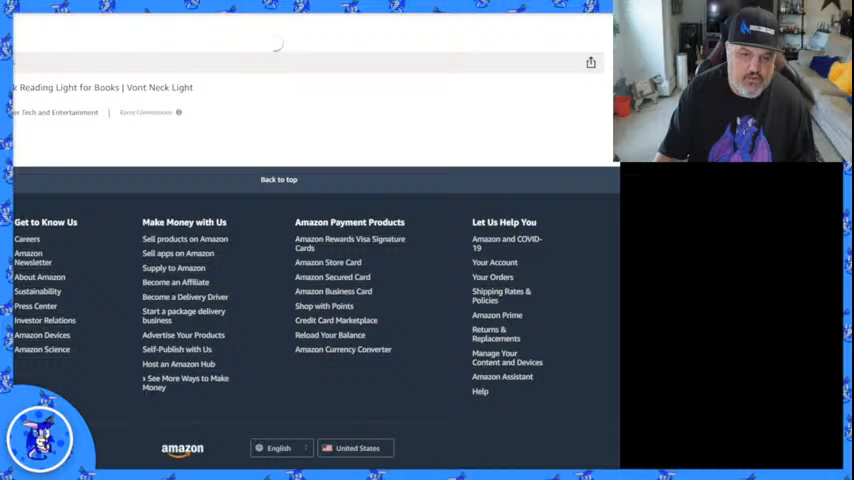 Reading Light for Books | Vont Neck Light
Tech and Entertainment | Earns Commissions
Back to top
Get to Know Us
Careers
Amazon
Newsletter
About Amazon
Sustainability
Press Center
Investor Relations
Amazon Devices
Amazon Science
Make Money with Us
Sell products on Amazon
Sell apps on Amazon
Supply to Amazon
Become an Affiliate
Become a Delivery Driver
Start a package delivery
business
Advertise Your Products
Self-Publish with Us
Host an Amazon Hub
› See More Ways to Make
Money
Amazon Payment Products
Amazon Rewards Visa Signature
Cards
Amazon Store Card
Amazon Secured Card
Amazon Business Card
Shop with Points
Credit Card Marketplace
Reload Your Balance
Amazon Currency Converter
Let Us Help You
Amazon and COVID-
19
Your Account
Your Orders
Shipping Rates &
Policies
Amazon Prime
Returns &
Replacements
Manage Your
Content and Devices
Amazon Assistant
Help
amazon
English
United States